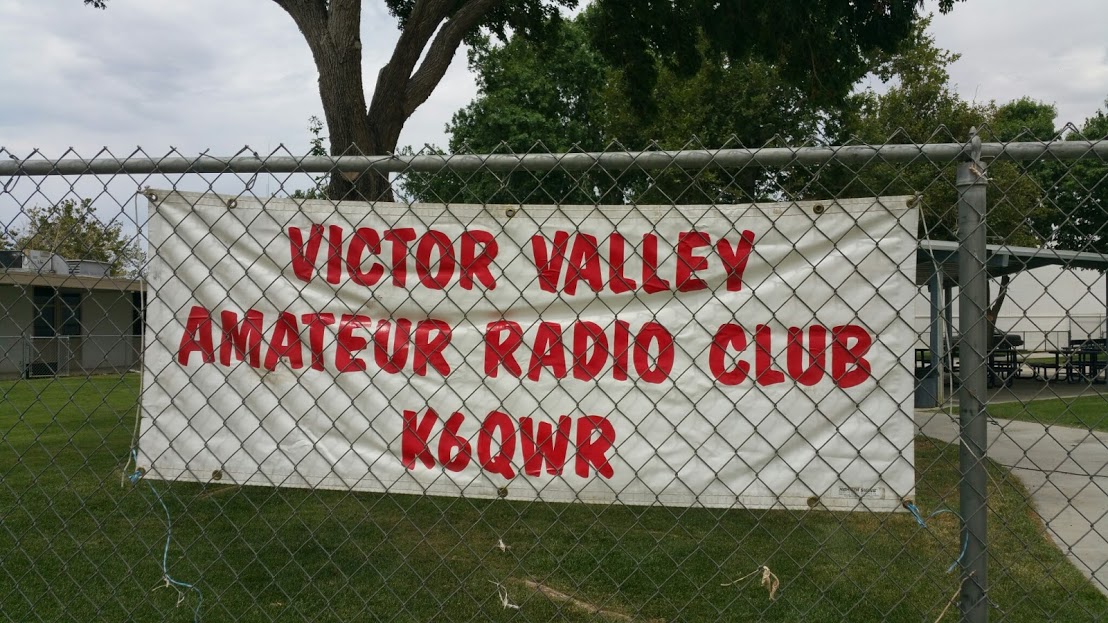 VICTOR VALLEY
AMATEUR RADIO CLUB
K6QWR